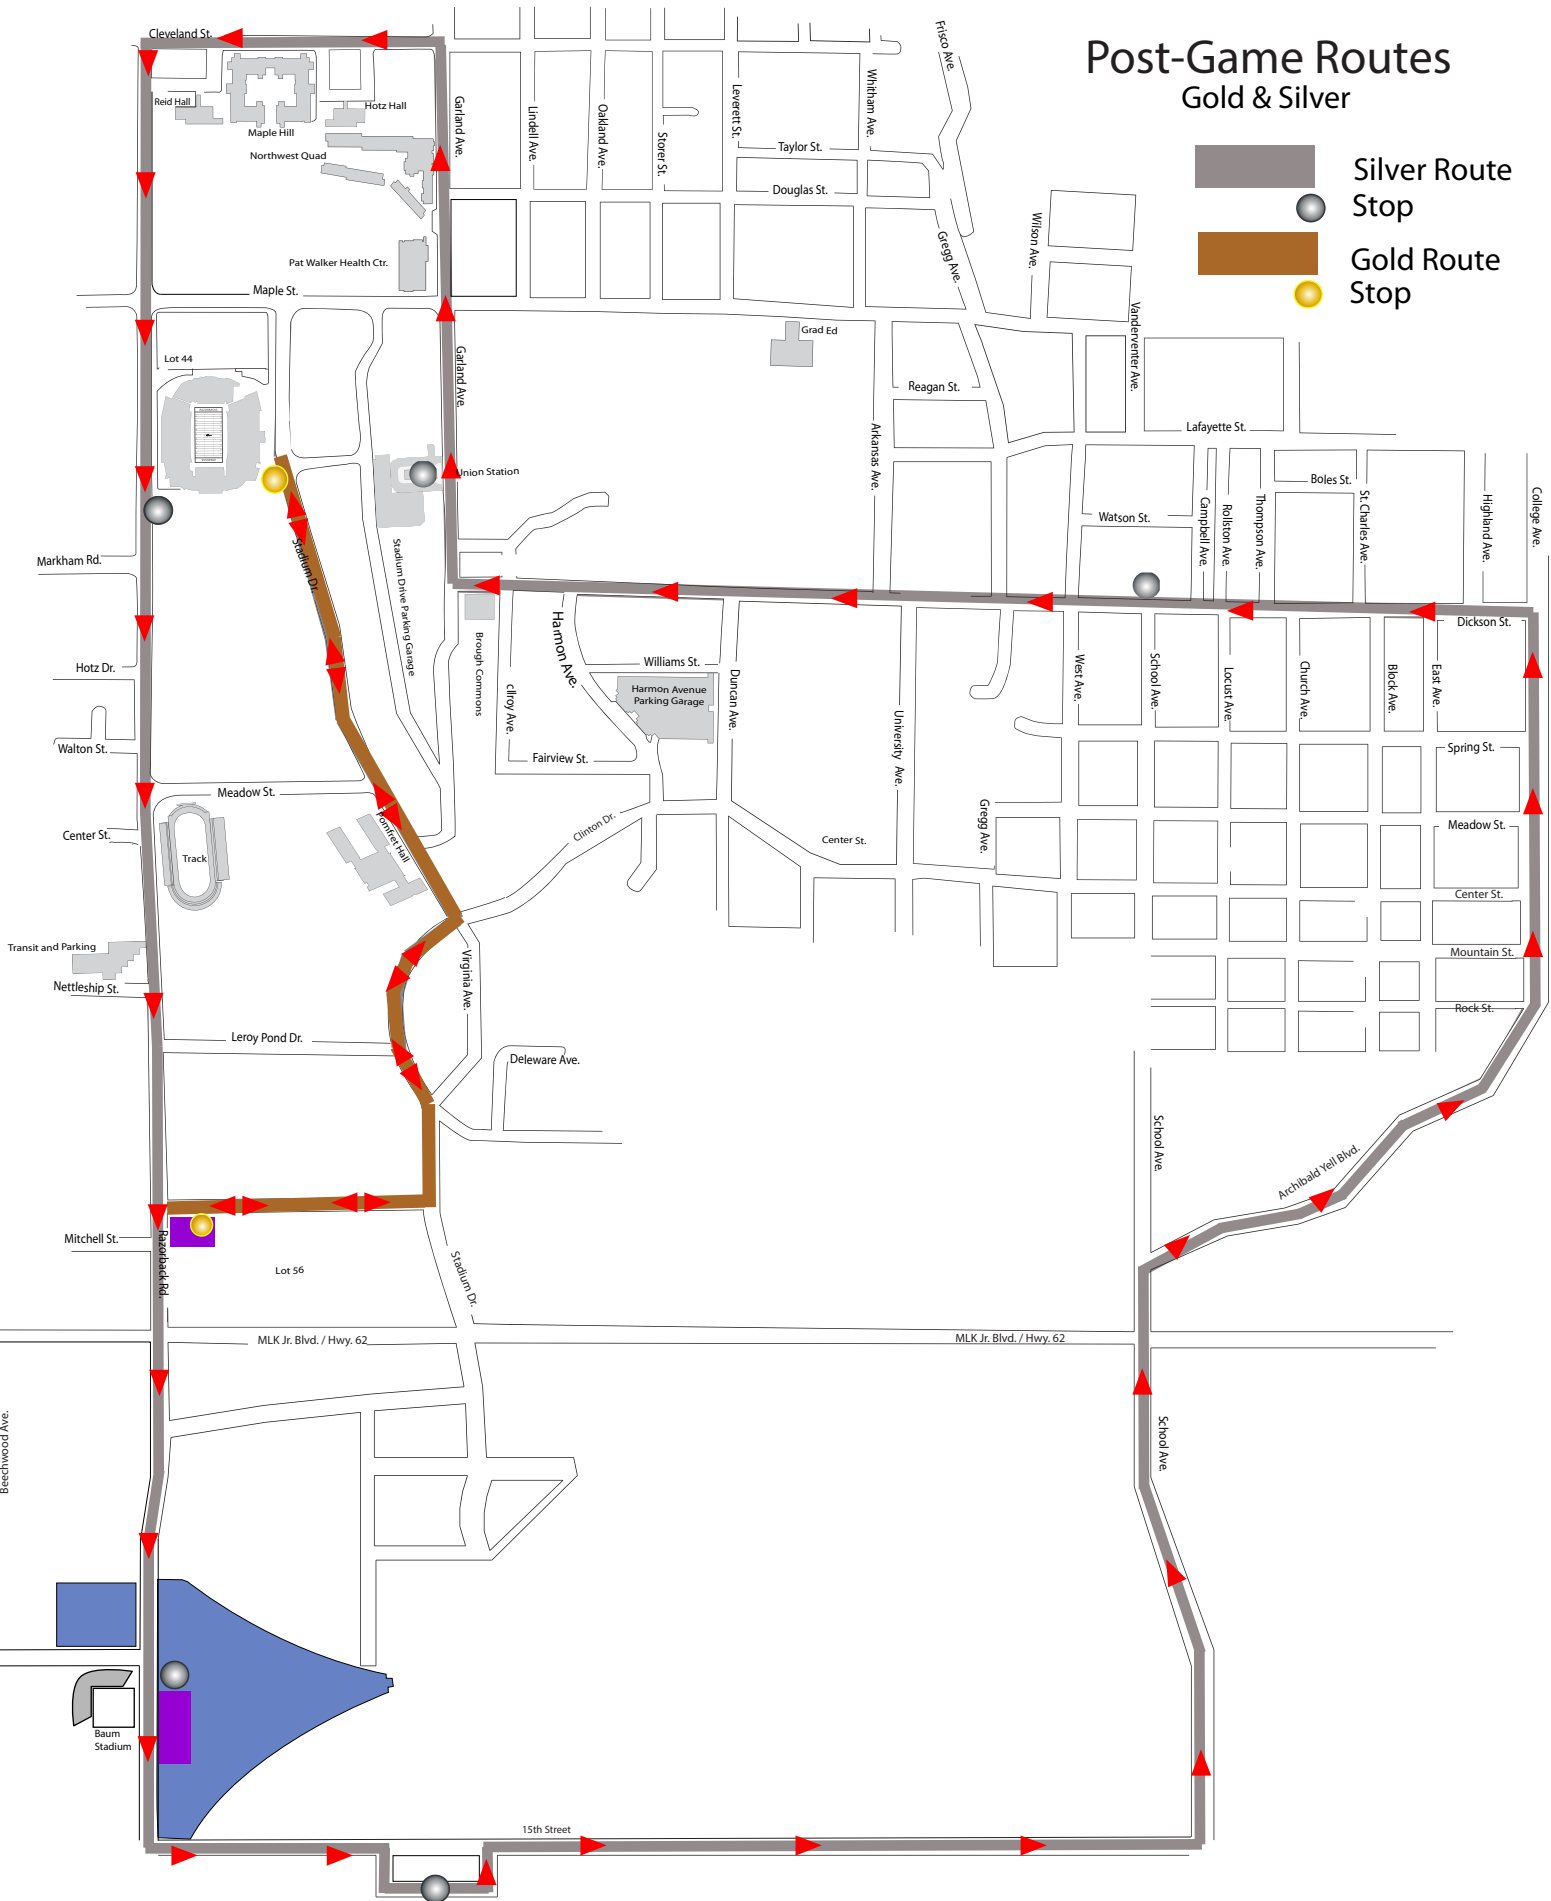 Post-Game Routes
Gold & Silver
Silver Route
Stop
Gold Route
Stop
Cleveland St.
Reid Hall
Maple Hill
Hotz Hall
Northwest Quad
Pat Walker Health Ctr.
Maple St.
Garland Ave.
Lindell Ave.
Oakland Ave.
Storer St.
Leverett St.
Whitham Ave.
Frisco Ave.
Taylor St.
Douglas St.
Gregg Ave.
Wilson Ave.
Vanderventer Ave.
Lot 44
Grad Ed
Garland Ave.
Reagan St.
Arkansas Ave.
Lafayette St.
Union Station
Boles St.
Watson St.
Campbell Ave.
Rollston Ave.
Thompson Ave.
St. Charles Ave.
Highland Ave.
College Ave.
Markham Rd.
Stadium Dr.
Stadium Drive Parking Garage
Brough Commons
cllroy Ave.
Harmon Ave.
Williams St.
Harmon Avenue
Parking Garage
Duncan Ave.
University Ave.
West Ave.
School Ave.
Locust Ave.
Church Ave.
Block Ave.
East Ave.
Dickson St.
Hotz Dr.
Walton St.
Fairview St.
Spring St.
Meadow St.
Center St.
Track
Pomfret Hall
Clinton Dr.
Center St.
Gregg Ave.
Meadow St.
Center St.
Mountain St.
Rock St.
Transit and Parking
Nettleship St.
Virginia Ave.
Leroy Pond Dr.
Deleware Ave.
School Ave.
Archibald Yell Blvd.
Mitchell St.
Razorback Rd.
Lot 56
Stadium Dr.
MLK Jr. Blvd. / Hwy. 62
MLK Jr. Blvd. / Hwy. 62
Beechwood Ave.
School Ave.
Baum
Stadium
15th Street